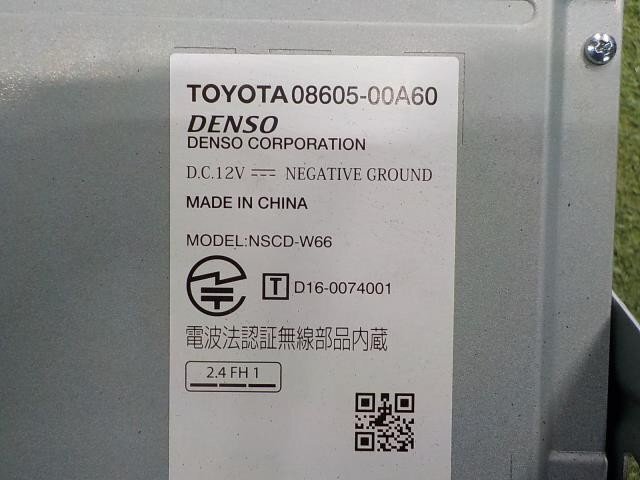 TOYOTA 08605-00A60
DENSO
DENSO CORPORATION
D.C.12V ⎓ NEGATIVE GROUND
MADE IN CHINA
MODEL:NSCD-W66
T D16-0074001
電波法認証無線部品内蔵
2.4 FH 1